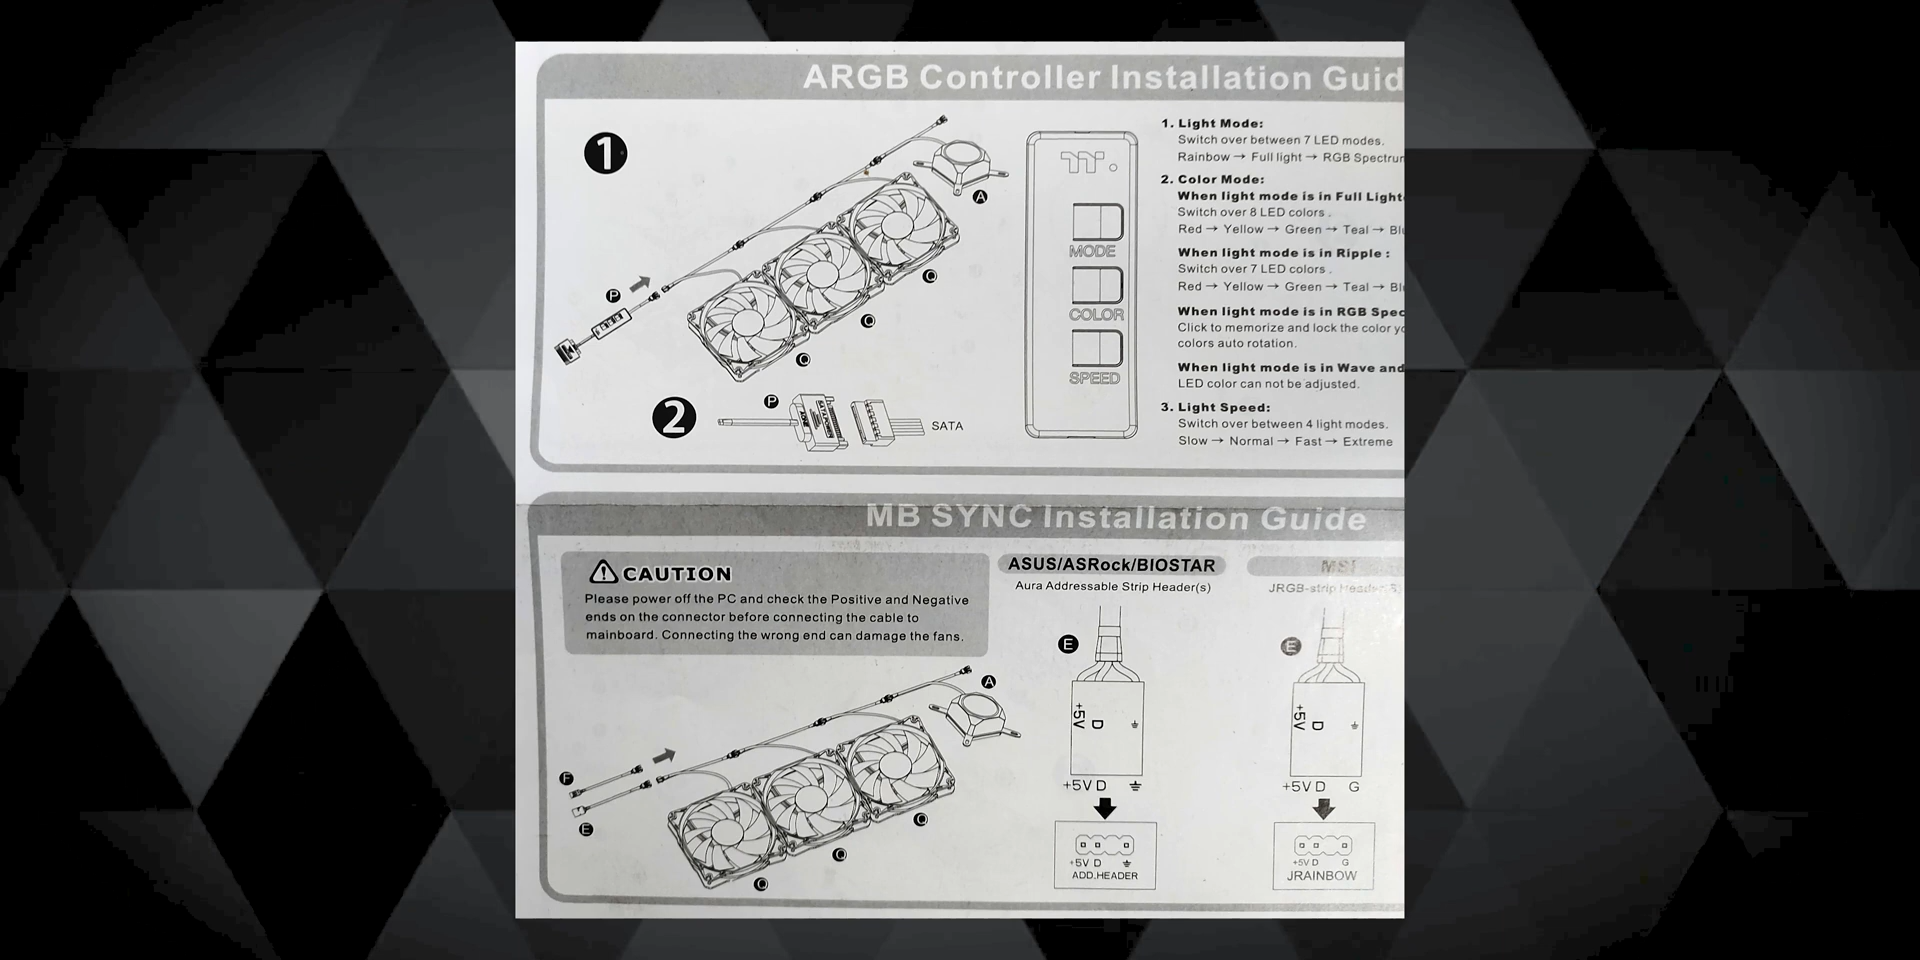 ARGB Controller Installation Guid
1
A
P
Q
Q
Q
2
P
SATA
MODE
COLOR
SPEED
1. Light Mode:
Switch over between 7 LED modes.
Rainbow → Full light → RGB Spectrum
2. Color Mode:
When light mode is in Full Light
Switch over 8 LED colors .
Red → Yellow → Green → Teal → Bl
When light mode is in Ripple :
Switch over 7 LED colors .
Red → Yellow → Green → Teal → Bl
When light mode is in RGB Spec
Click to memorize and lock the color yo
colors auto rotation.
When light mode is in Wave and
LED color can not be adjusted.
3. Light Speed:
Switch over between 4 light modes.
Slow → Normal → Fast → Extreme
MB SYNC Installation Guide
CAUTION
Please power off the PC and check the Positive and Negative
ends on the connector before connecting the cable to
mainboard. Connecting the wrong end can damage the fans.
A
F
E
Q
Q
Q
ASUS/ASRock/BIOSTAR
Aura Addressable Strip Header(s)
E
+5V D
+5V D
+5V D
ADD.HEADER
MSI
JRGB-strip Header(S)
E
+5V D
+5V D G
+5V D G
JRAINBOW